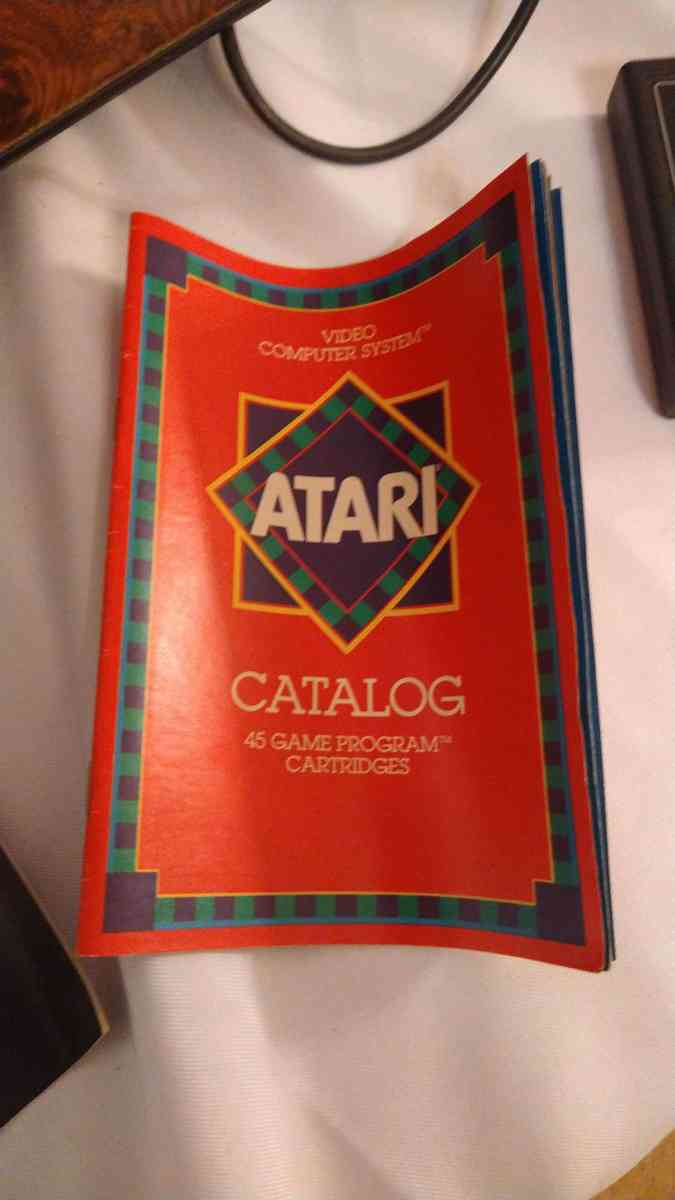 VIDEO
COMPUTER SYSTEM™
ATARI®
CATALOG
45 GAME PROGRAM™
CARTRIDGES